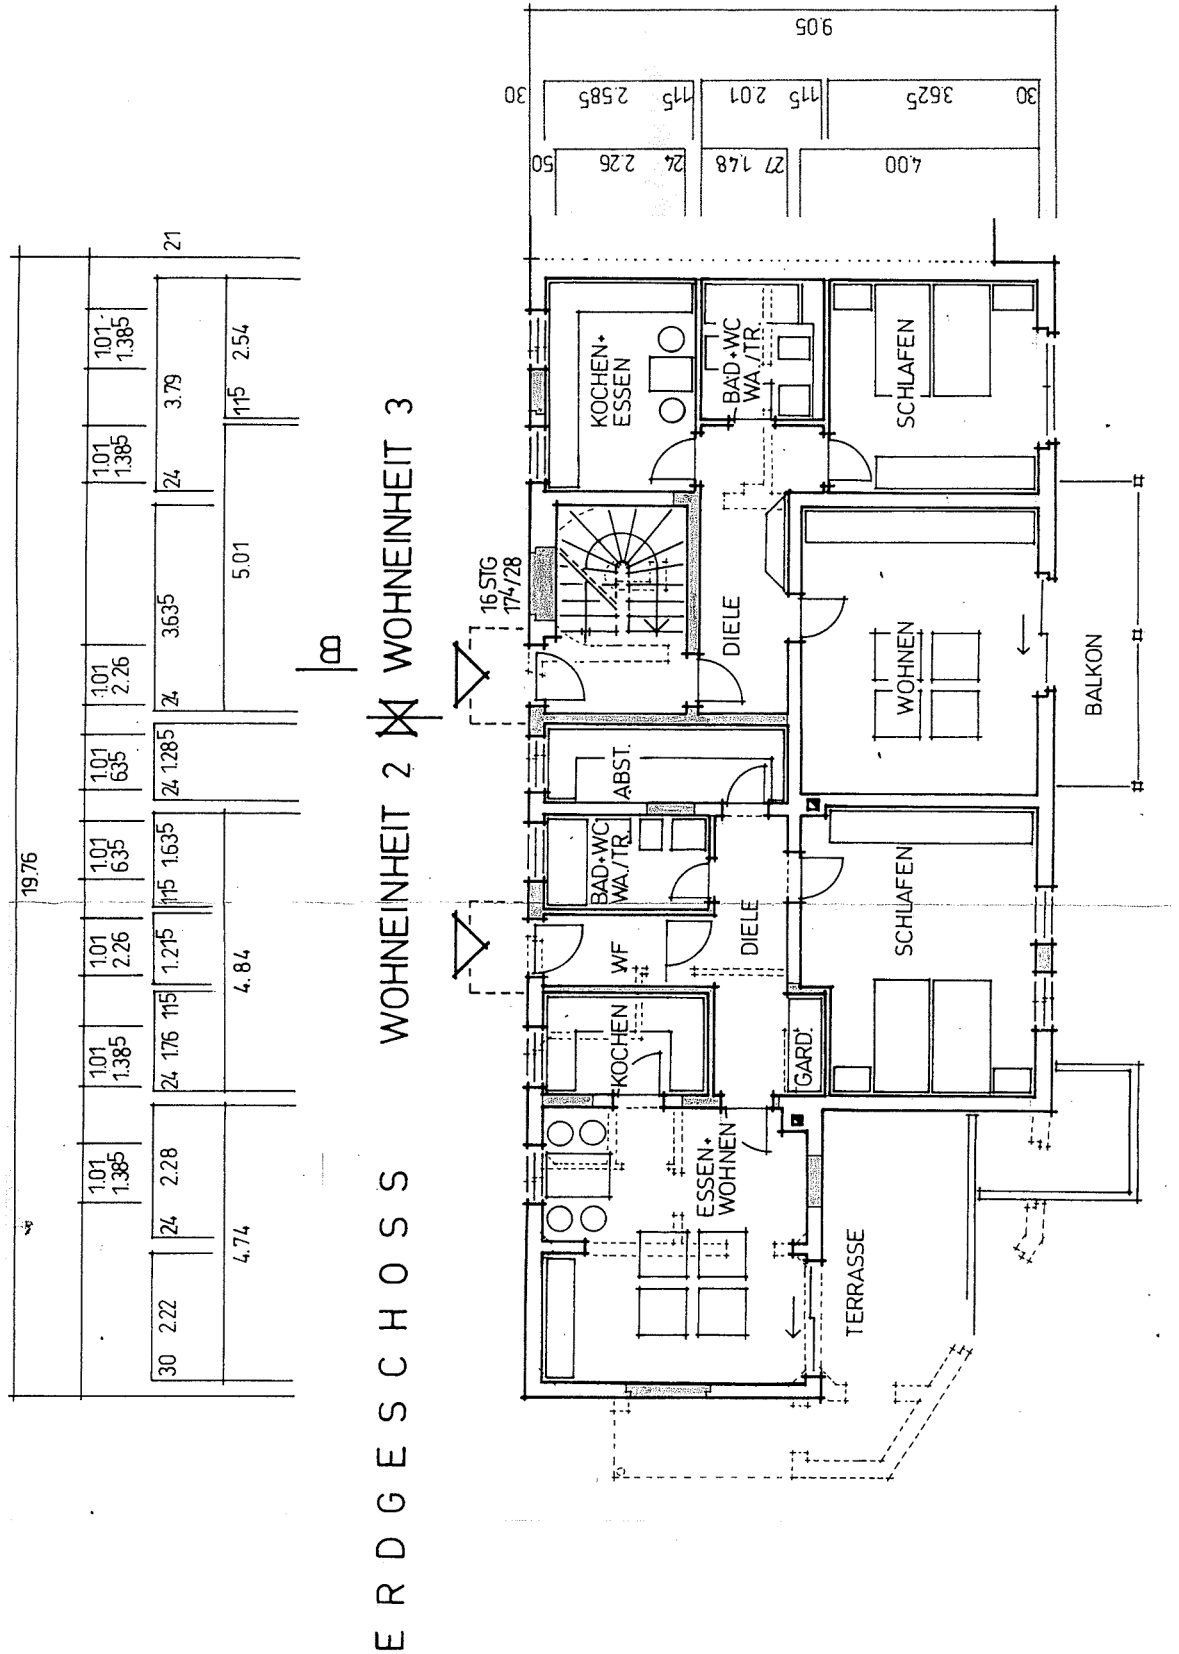 19.76
1.01
1.385
1.01
1.385
1.01
2.26
1.01
635
1.01
635
1.01
2.26
1.01
1.385
1.01
1.385
21
30 2.22
24 2.28
24 1.76 115 1.215 115 1.635
24 1.285
24 3.635
24 3.79
4.74
4.84
5.01
115 2.54
B
ERDGESCHOSS
WOHNEINHEIT 2
WOHNEINHEIT 3
16 STG
174/28
KOCHEN
WF
BAD+WC
WA./TR.
ABST.
KOCHEN+
ESSEN
BAD+WC
WA./TR.
ESSEN+
WOHNEN
GARD.
DIELE
DIELE
TERRASSE
SCHLAFEN
WOHNEN
SCHLAFEN
BALKON
9.05
30 2.585 115 2.01 115 3.625 30
50 2.26 24 1.48 27 4.00